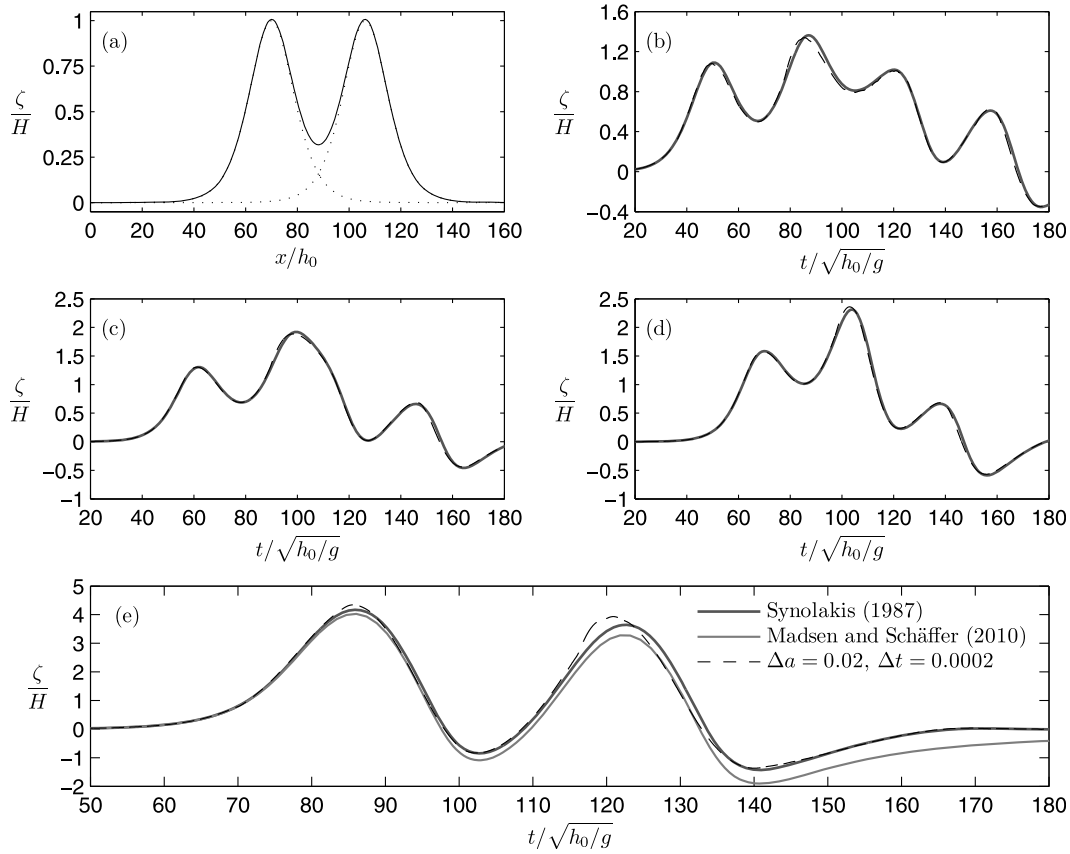 (a)
1
0.75
0.5
0.25
0
ζ/H
0 20 40 60 80 100 120 140 160
x/h₀
(b)
1.6
1.2
0.8
0.4
0
−0.4
ζ/H
20 40 60 80 100 120 140 160 180
t/√h₀/g
(c)
2.5
2
1.5
1
0.5
0
−0.5
−1
ζ/H
20 40 60 80 100 120 140 160 180
t/√h₀/g
(d)
2.5
2
1.5
1
0.5
0
−0.5
−1
ζ/H
20 40 60 80 100 120 140 160 180
t/√h₀/g
(e)
5
4
3
2
1
0
−1
−2
ζ/H
Synolakis (1987)
Madsen and Schäffer (2010)
Δa = 0.02, Δt = 0.0002
50 60 70 80 90 100 110 120 130 140 150 160 170 180
t/√h₀/g